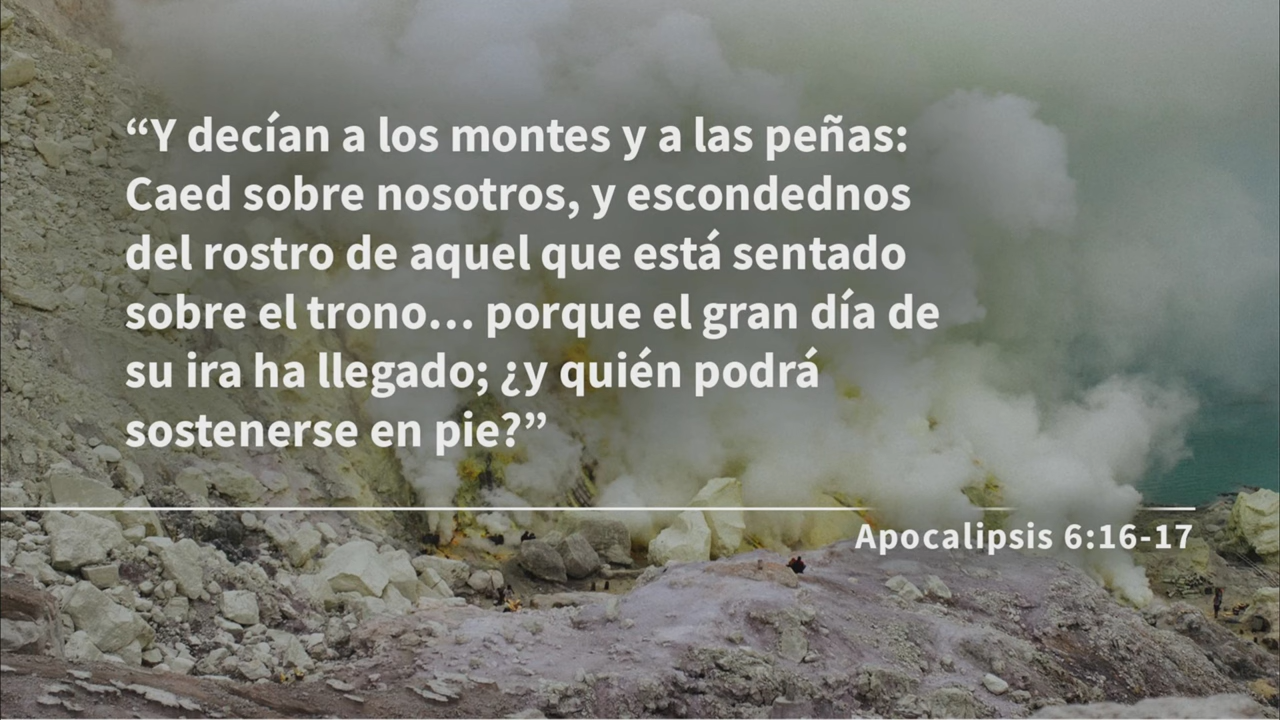 “Y decían a los montes y a las peñas:
Caed sobre nosotros, y escondednos
del rostro de aquel que está sentado
sobre el trono... porque el gran día de
su ira ha llegado; ¿y quién podrá
sostenerse en pie?”
Apocalipsis 6:16-17